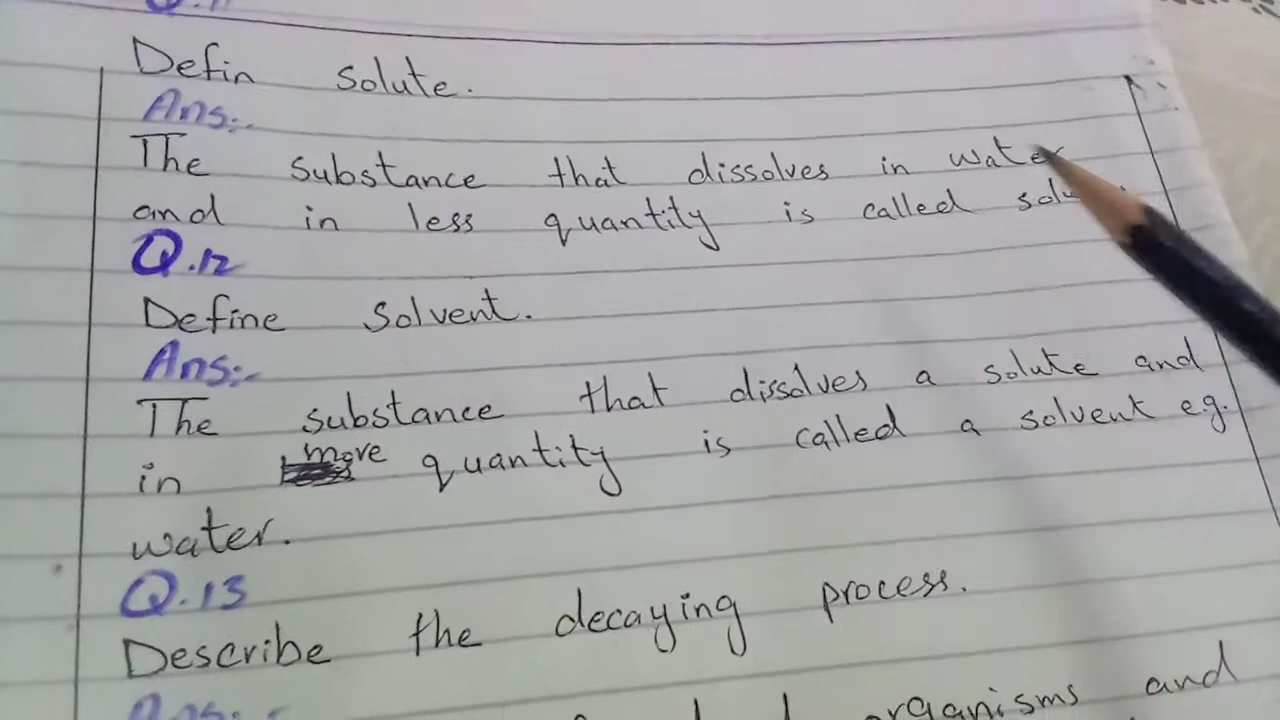 Defin solute.
Ans:-
The substance that dissolves in water
and in less quantity is called
Q.12
Define solvent.
Ans:-
The substance that dissolves a solute and
in more quantity is called a solvent e.g.
water.
Q.13
Describe the decaying process.
Ans:-
organisms and